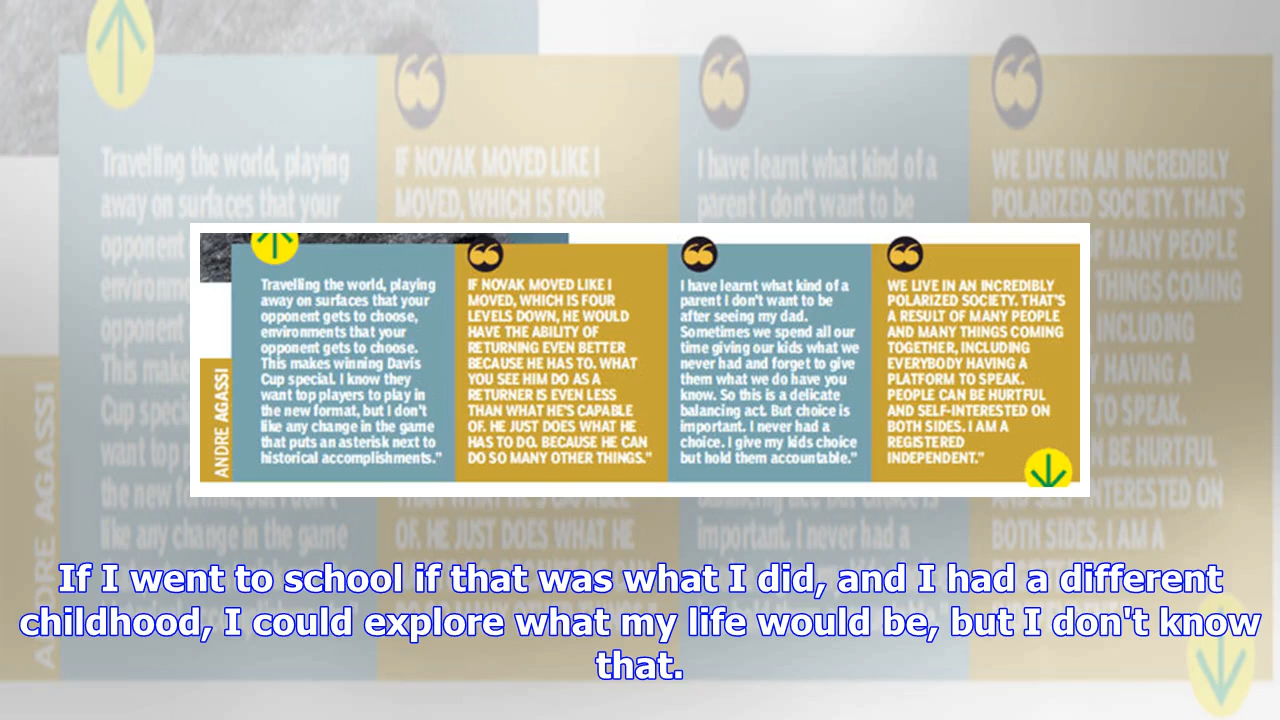 ANDRE AGASSI
Travelling the world, playing
away on surfaces that your
opponent gets to choose,
environments that your
opponent gets to choose.
This makes winning Davis
Cup special. I know they
want top players to play in
the new format, but I don't
like any change in the game
that puts an asterisk next to
historical accomplishments."
IF NOVAK MOVED LIKE I
MOVED, WHICH IS FOUR
LEVELS DOWN, HE WOULD
HAVE THE ABILITY OF
RETURNING EVEN BETTER
BECAUSE HE HAS TO. WHAT
YOU SEE HIM DO AS A
RETURNER IS EVEN LESS
THAN WHAT HE'S CAPABLE
OF. HE JUST DOES WHAT HE
HAS TO DO. BECAUSE HE CAN
DO SO MANY OTHER THINGS."
I have learnt what kind of a
parent I don't want to be
after seeing my dad.
Sometimes we spend all our
time giving our kids what we
never had and forget to give
them what we do have you
know. So this is a delicate
balancing act. But choice is
important. I never had a
choice. I give my kids choice
but hold them accountable."
WE LIVE IN AN INCREDIBLY
POLARIZED SOCIETY. THAT'S
A RESULT OF MANY PEOPLE
AND MANY THINGS COMING
TOGETHER, INCLUDING
EVERYBODY HAVING A
PLATFORM TO SPEAK.
PEOPLE CAN BE HURTFUL
AND SELF-INTERESTED ON
BOTH SIDES. I AM A
REGISTERED
INDEPENDENT."
If I went to school if that was what I did, and I had a different
childhood, I could explore what my life would be, but I don't know
that.